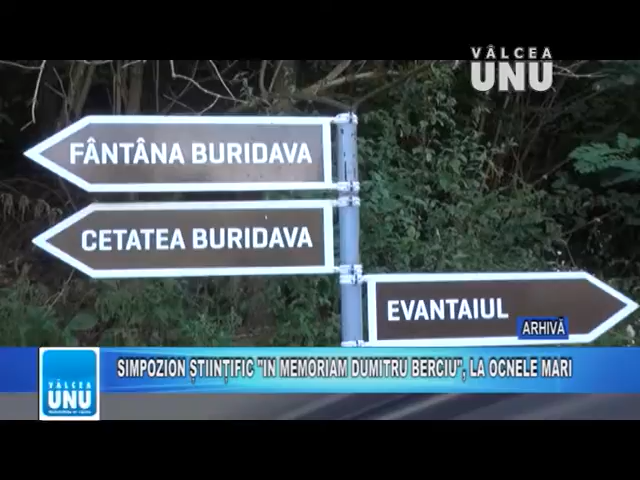 VÂLCEA
UNU
FÂNTÂNA BURIDAVA
CETATEA BURIDAVA
EVANTAIUL
ARHIVĂ
SIMPOZION ȘTIINȚIFIC "IN MEMORIAM DUMITRU BERCIU", LA OCNELE MARI
VÂLCEA
UNU